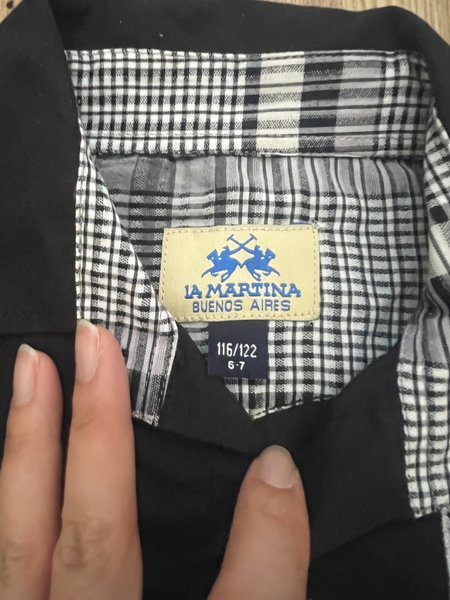 LA MARTINA
BUENOS AIRES
116/122
6-7